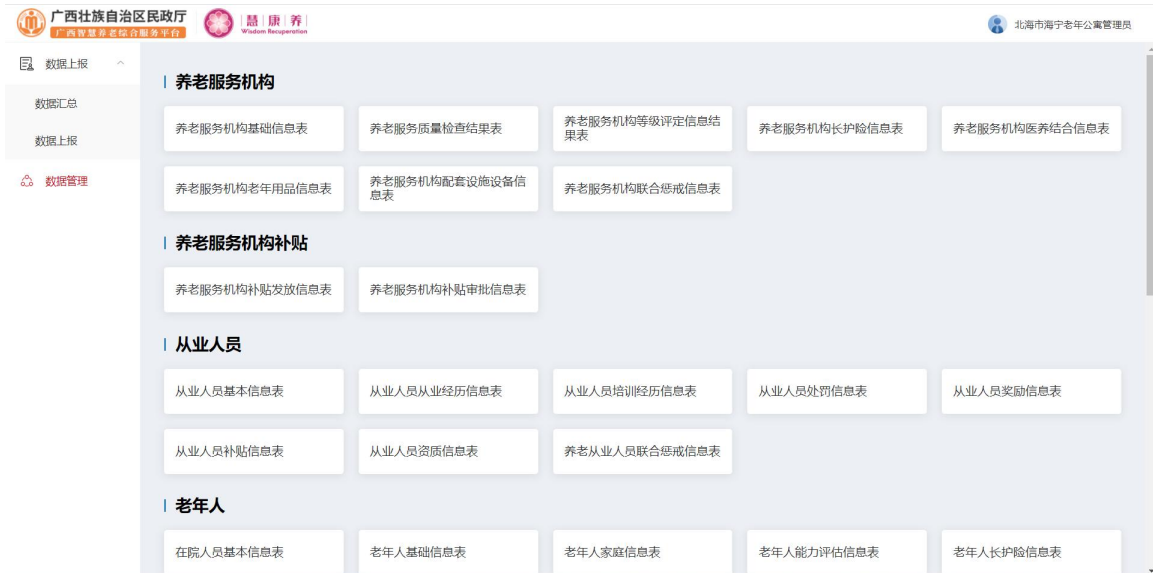 广西壮族自治区民政厅
广西智慧养老综合服务平台
慧 康 养
Wisdom Recuperation
北海市海宁老年公寓管理员
数据上报
数据汇总
数据上报
数据管理
养老服务机构
养老服务机构基础信息表
养老服务质量检查结果表
养老服务机构等级评定信息结
果表
养老服务机构长护险信息表
养老服务机构医养结合信息表
养老服务机构老年用品信息表
养老服务机构配套设施设备信
息表
养老服务机构联合惩戒信息表
养老服务机构补贴
养老服务机构补贴发放信息表
养老服务机构补贴审批信息表
从业人员
从业人员基本信息表
从业人员从业经历信息表
从业人员培训经历信息表
从业人员处罚信息表
从业人员奖励信息表
从业人员补贴信息表
从业人员资质信息表
养老从业人员联合惩戒信息表
老年人
在院人员基本信息表
老年人基础信息表
老年人家庭信息表
老年人能力评估信息表
老年人长护险信息表